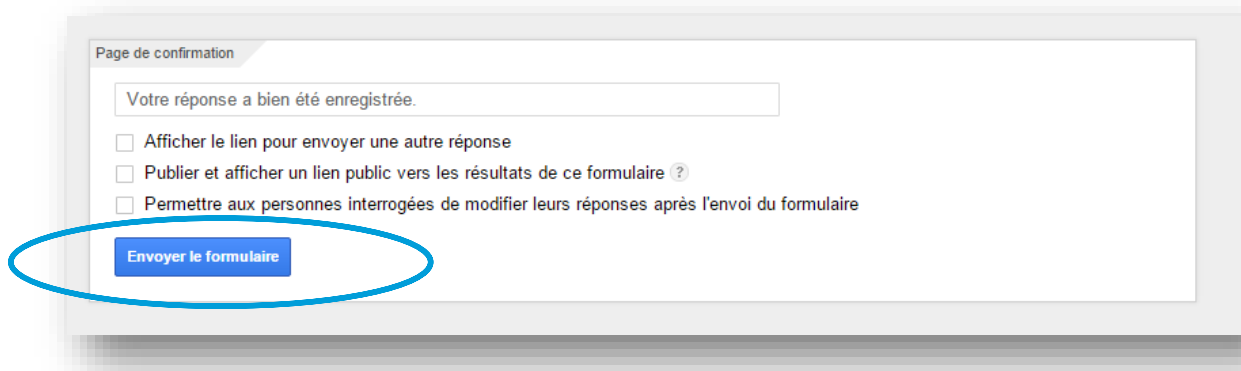 Page de confirmation
Votre réponse a bien été enregistrée.
Afficher le lien pour envoyer une autre réponse
Publier et afficher un lien public vers les résultats de ce formulaire ?
Permettre aux personnes interrogées de modifier leurs réponses après l'envoi du formulaire
Envoyer le formulaire